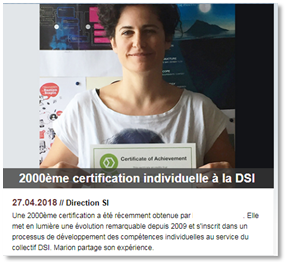 Certificate of Achievement
2000ème certification individuelle à la DSI
27.04.2018 // Direction SI
Une 2000ème certification a été récemment obtenue par . Elle
met en lumière une évolution remarquable depuis 2009 et s'inscrit dans un
processus de développement des compétences individuelles au service du
collectif DSI. Marion partage son expérience.